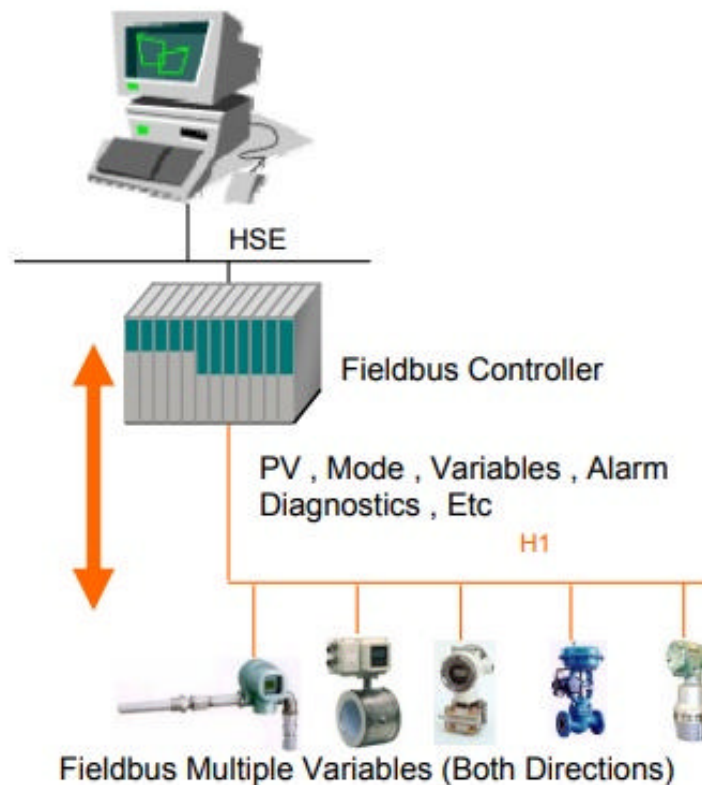 HSE
Fieldbus Controller
PV , Mode , Variables , Alarm
Diagnostics , Etc
H1
Fieldbus Multiple Variables (Both Directions)